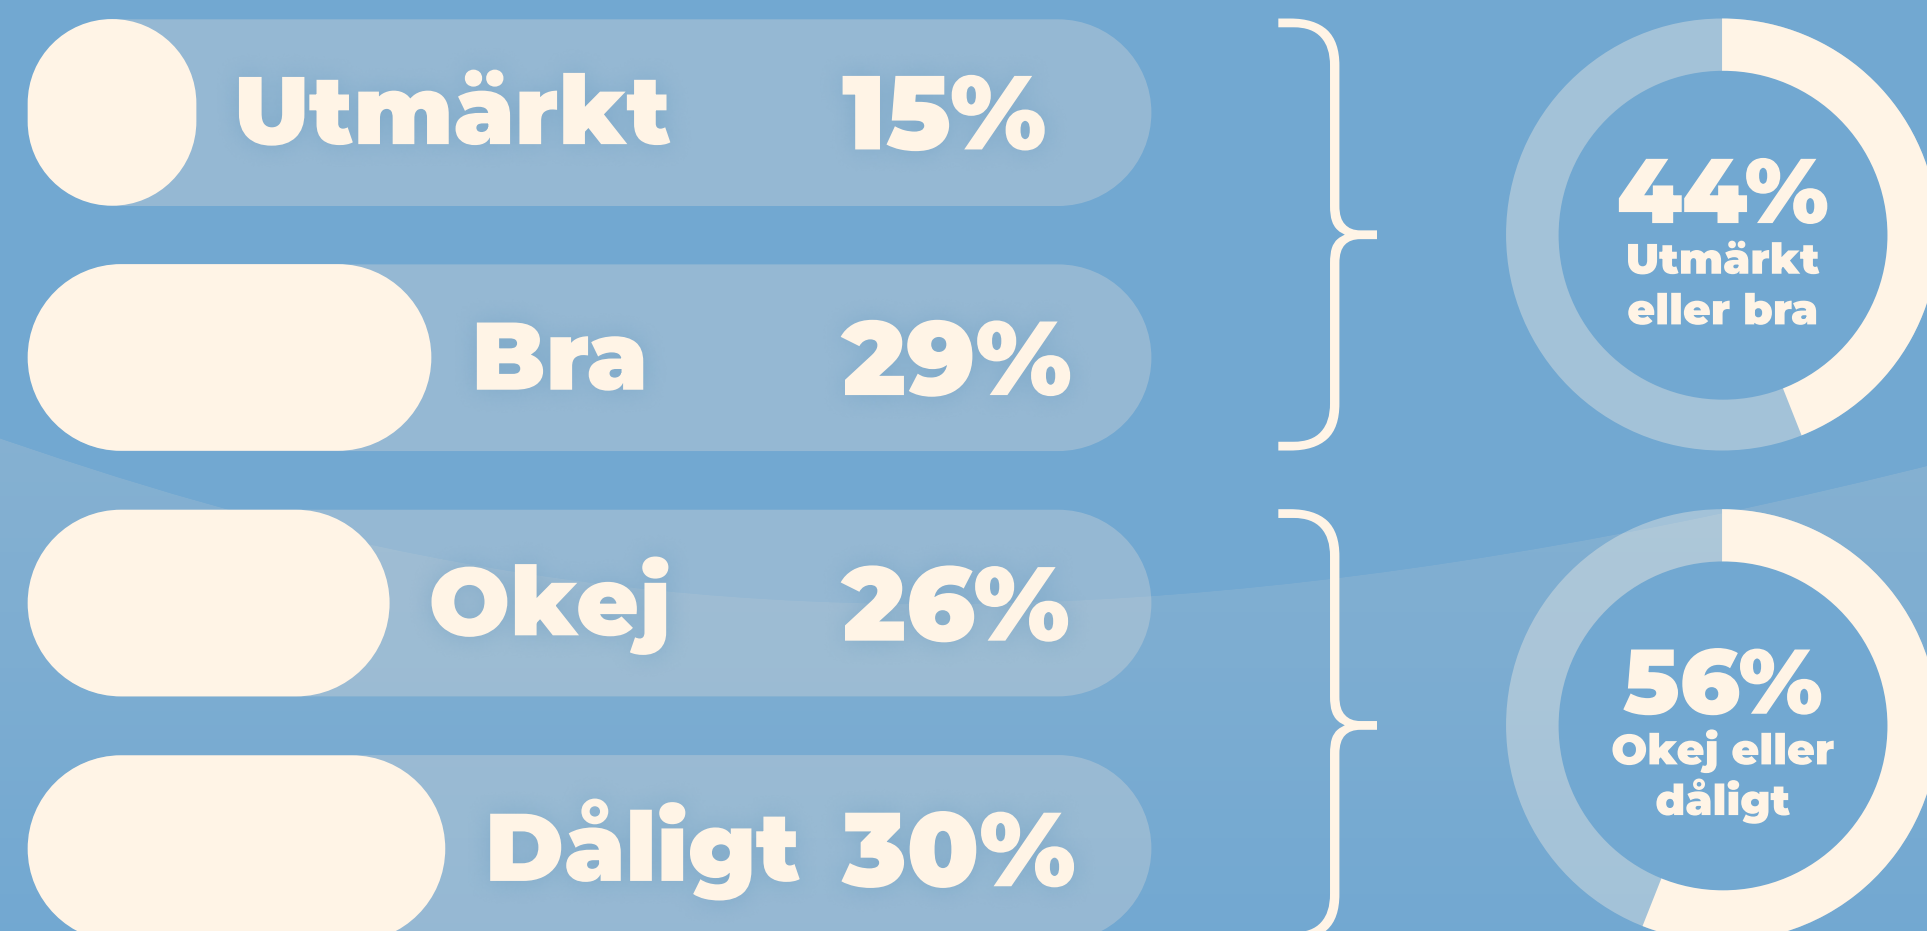 Utmärkt 15%
Bra 29%
44%
Utmärkt
eller bra
Okej 26%
Dåligt 30%
56%
Okej eller
dåligt